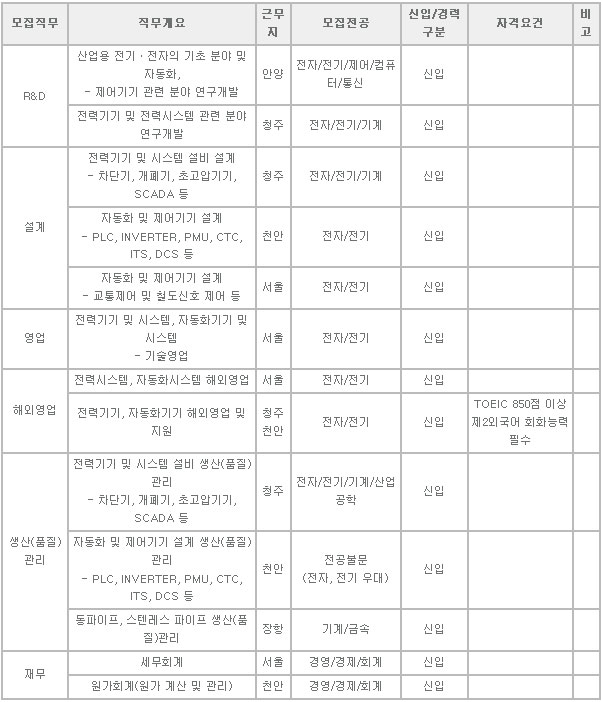 모집직무 직무개요 근무 모집전공 신입/경력 자격요건 비
지 구분 고
R&D
산업용 전기ㆍ전자의 기초 분야 및
자동화,
- 제어기기 관련 분야 연구개발
안양
전자/전기/제어/컴퓨
터/통신
신입
전력기기 및 전력시스템 관련 분야
연구개발
청주
전자/전기/기계
신입
설계
전력기기 및 시스템 설비 설계
- 차단기, 개폐기, 초고압기기,
SCADA 등
청주
전자/전기/기계
신입
자동화 및 제어기기 설계
- PLC, INVERTER, PMU, CTC,
ITS, DCS 등
천안
전자/전기
신입
자동화 및 제어기기 설계
- 교통제어 및 철도신호 제어 등
서울
전자/전기
신입
영업
전력기기 및 시스템, 자동화기기 및
시스템
- 기술영업
서울
전자/전기
신입
해외영업
전력시스템, 자동화시스템 해외영업
서울
전자/전기
신입
전력기기, 자동화기기 해외영업 및
지원
청주
천안
전자/전기
신입
TOEIC 850점 이상
제2외국어 회화능력
필수
생산(품질)
관리
전력기기 및 시스템 설비 생산(품질)
관리
- 차단기, 개폐기, 초고압기기,
SCADA 등
청주
전자/전기/기계/산업
공학
신입
자동화 및 제어기기 설계 생산(품질)
관리
- PLC, INVERTER, PMU, CTC,
ITS, DCS 등
천안
전공불문
(전자, 전기 우대)
신입
동파이프, 스텐레스 파이프 생산(품
질)관리
장항
기계/금속
신입
재무
세무회계
서울
경영/경제/회계
신입
원가회계(원가 계산 및 관리)
천안
경영/경제/회계
신입